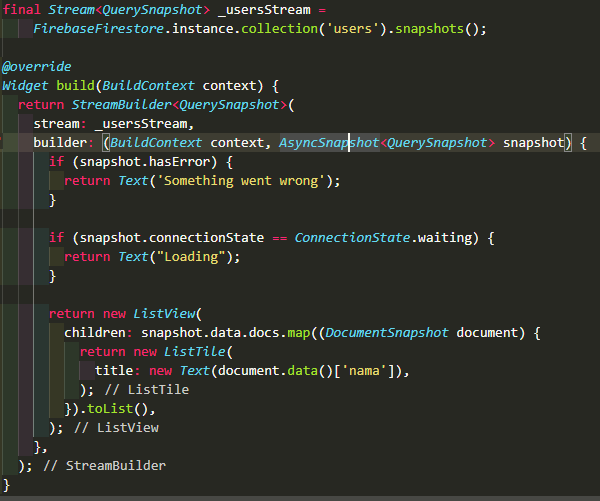 final Stream<QuerySnapshot> _usersStream =
    FirebaseFirestore.instance.collection('users').snapshots();

@override
Widget build(BuildContext context) {
  return StreamBuilder<QuerySnapshot>(
    stream: _usersStream,
    builder: (BuildContext context, AsyncSnapshot<QuerySnapshot> snapshot) {
      if (snapshot.hasError) {
        return Text('Something went wrong');
      }

      if (snapshot.connectionState == ConnectionState.waiting) {
        return Text("Loading");
      }

      return new ListView(
        children: snapshot.data.docs.map((DocumentSnapshot document) {
          return new ListTile(
            title: new Text(document.data()['nama']),
          ); // ListTile
        }).toList(),
      ); // ListView
    },
  ); // StreamBuilder
}